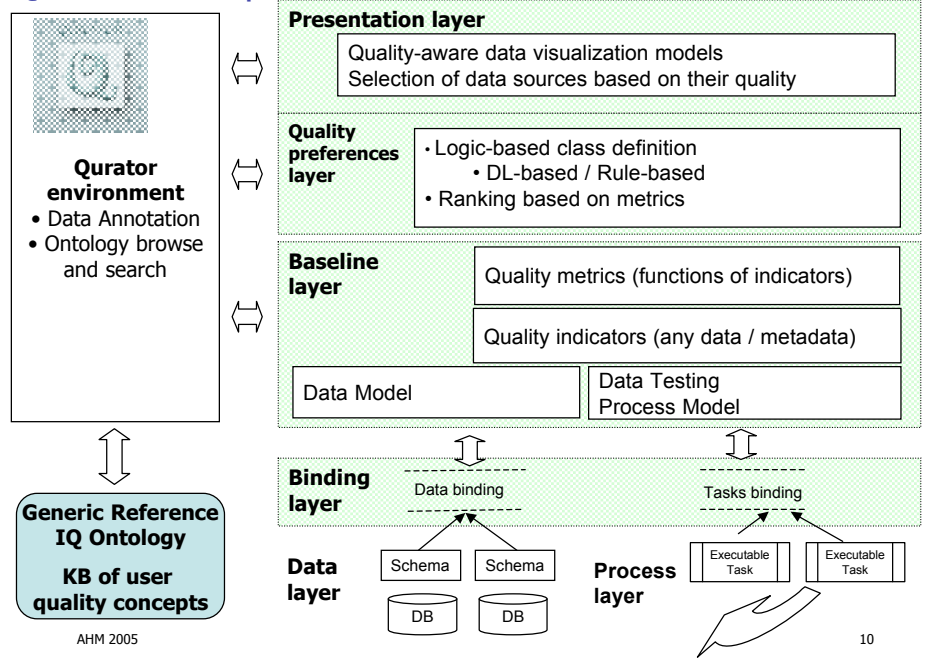 Presentation layer
Quality-aware data visualization models
Selection of data sources based on their quality
Q
Qurator
environment
• Data Annotation
• Ontology browse
and search
Quality
preferences
layer
• Logic-based class definition
• DL-based / Rule-based
• Ranking based on metrics
Baseline
layer
Quality metrics (functions of indicators)
Quality indicators (any data / metadata)
Data Model
Data Testing
Process Model
Binding
layer
Data binding
Tasks binding
Generic Reference
IQ Ontology
KB of user
quality concepts
Data
layer
Schema
Schema
DB
DB
Process
layer
Executable
Task
Executable
Task
AHM 2005
10